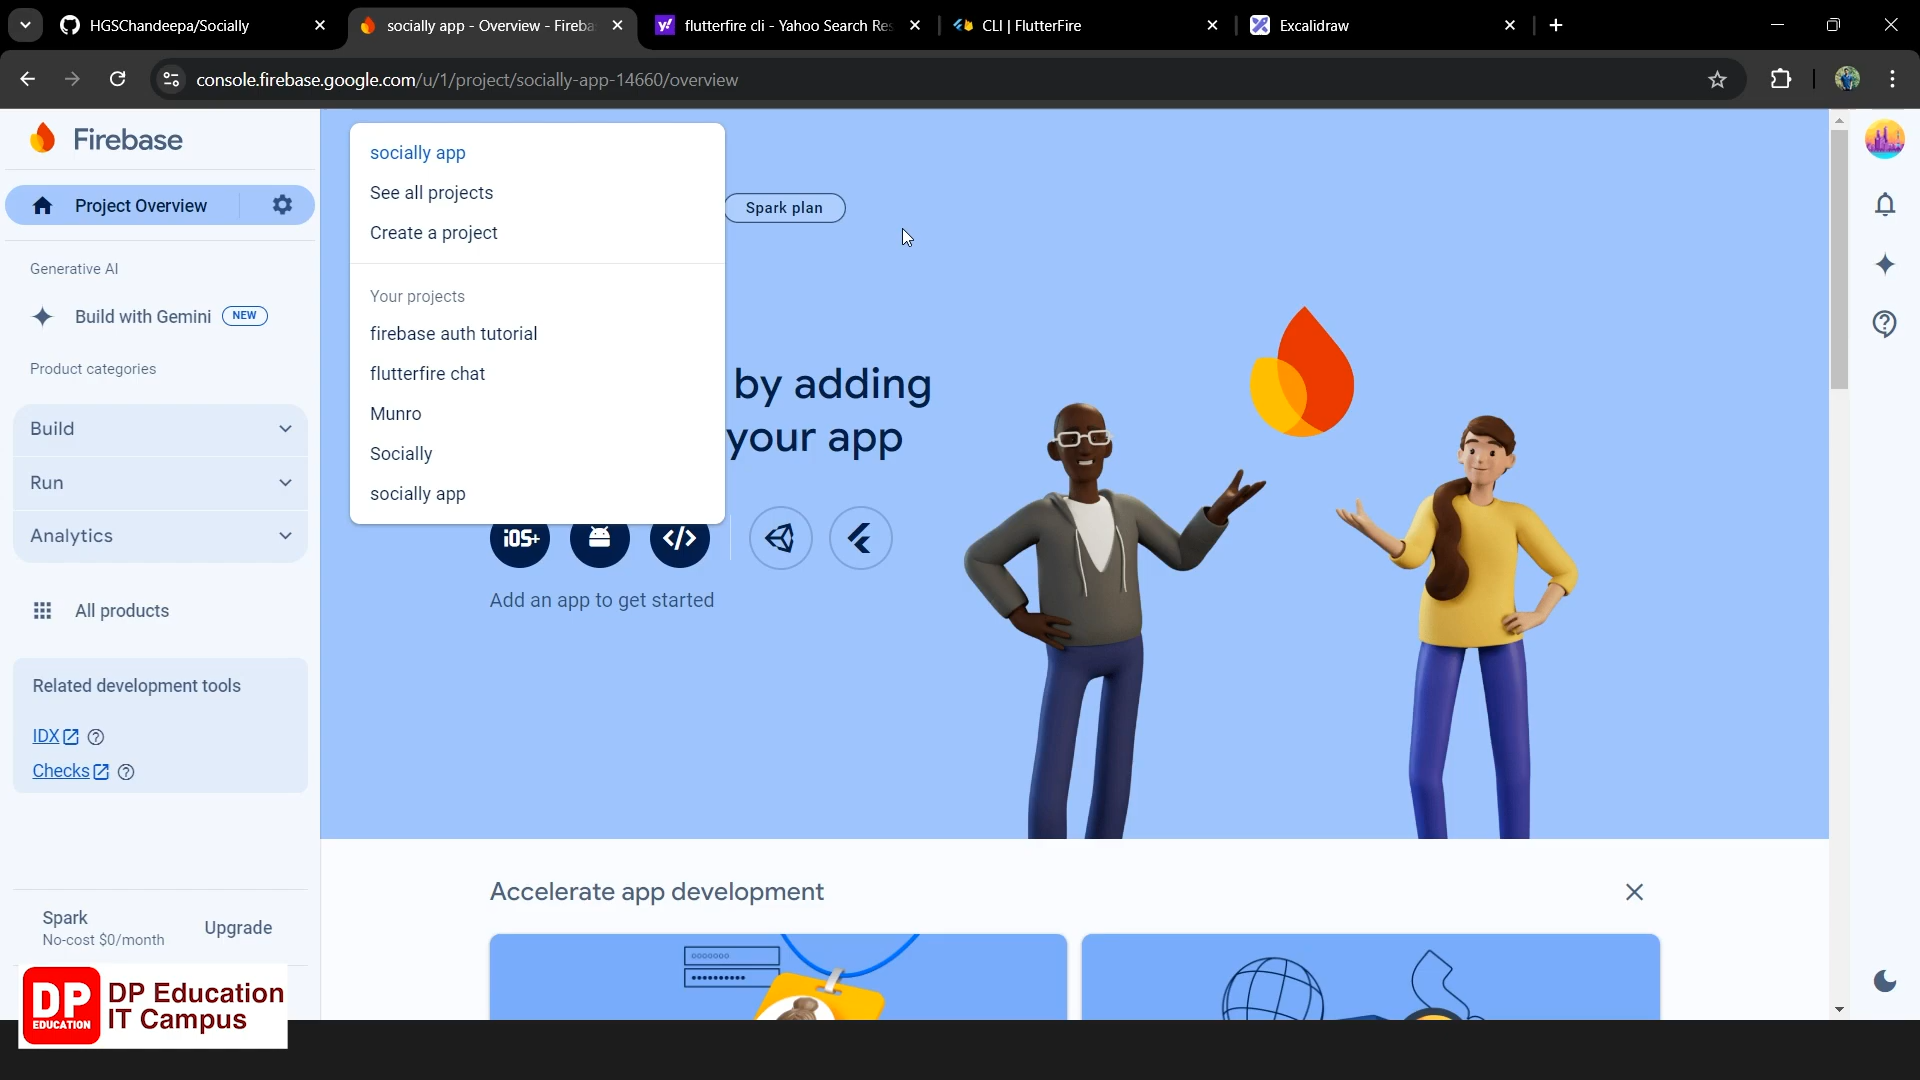 HGSChandeepa/Socially
socially app - Overview - Fireba
flutterfire cli - Yahoo Search Res
CLI | FlutterFire
Excalidraw
console.firebase.google.com/u/1/project/socially-app-14660/overview
Firebase
Project Overview
Generative AI
Build with Gemini NEW
Product categories
Build
Run
Analytics
All products
Related development tools
IDX
Checks
Spark
No-cost $0/month
Upgrade
socially app
See all projects
Create a project
Your projects
firebase auth tutorial
flutterfire chat
Munro
Socially
socially app
Spark plan
by adding
your app
iOS+
Add an app to get started
Accelerate app development
DP
EDUCATION
DP Education
IT Campus